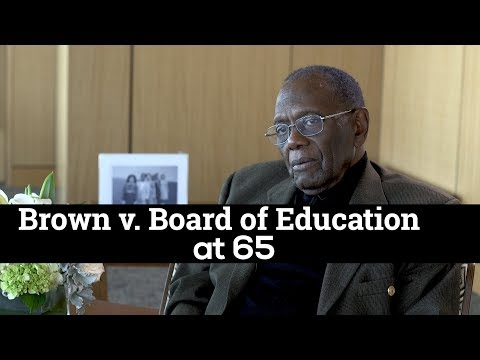 Brown v. Board of Education
at 65